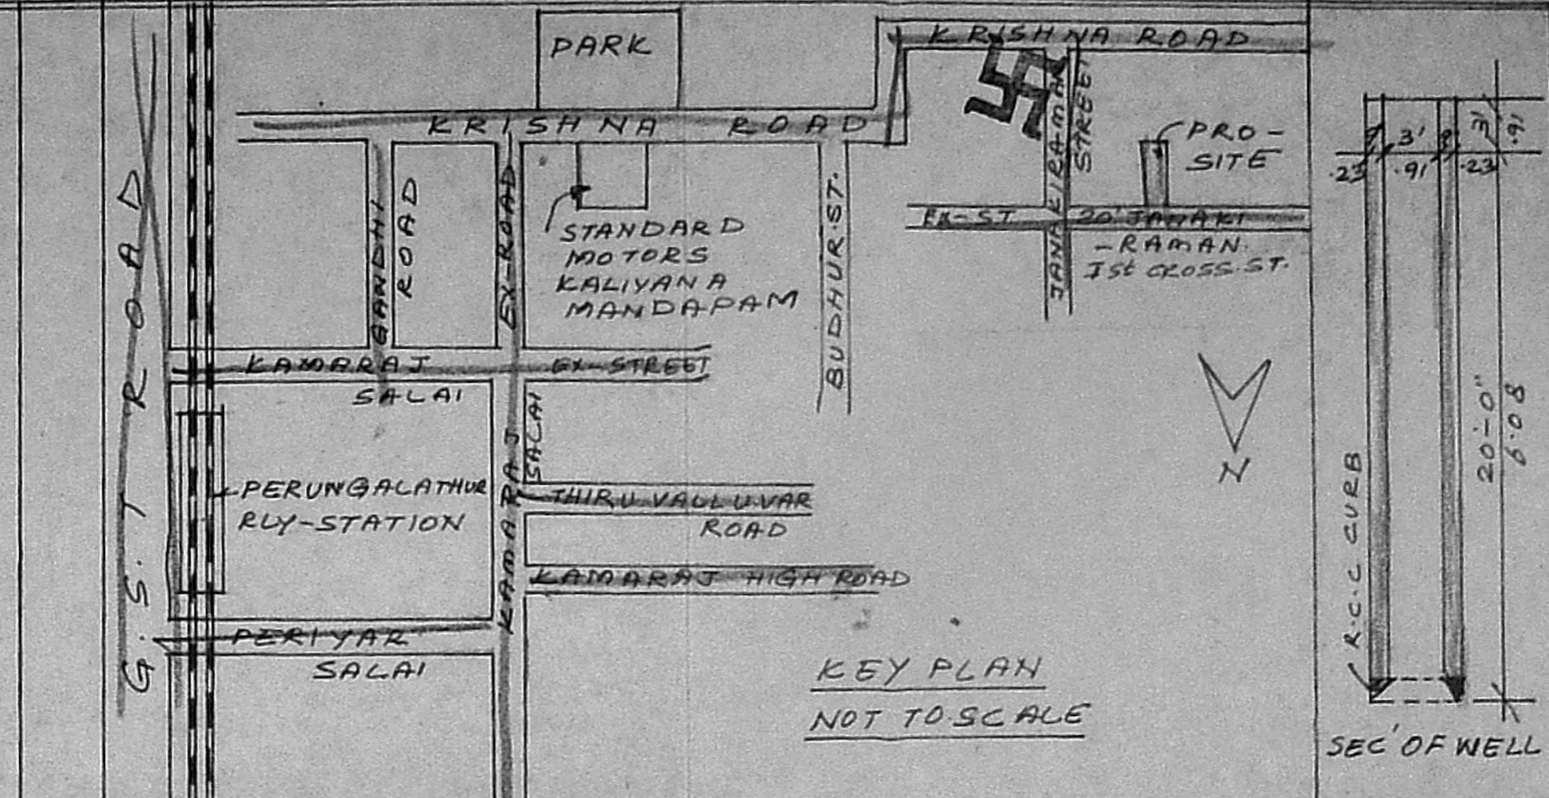 PARK
KRISHNA ROAD
KRISHNA ROAD
JANAKIRAMAN
STREET
PRO-
SITE
EX-ST
20' JANAKI
-RAMAN.
Ist CROSS.ST.
GANDHI
ROAD
EX-ROAD
STANDARD
MOTORS
KALIYANA
MANDAPAM
BUDHUR.ST.
G.S.T ROAD
KAMARAJ
SALAI
EX-STREET
PERUNGALATHUR
RLY-STATION
KAMARAJ
SALAI
THIRUVALLUVAR
ROAD
KAMARAJ HIGH ROAD
PERIYAR
SALAI
N
KEY PLAN
NOT TO SCALE
9" 3' 9"
.23 .91 .23
3'
.91
20'-0"
6.08
R.C.C CURB
SEC' OF WELL